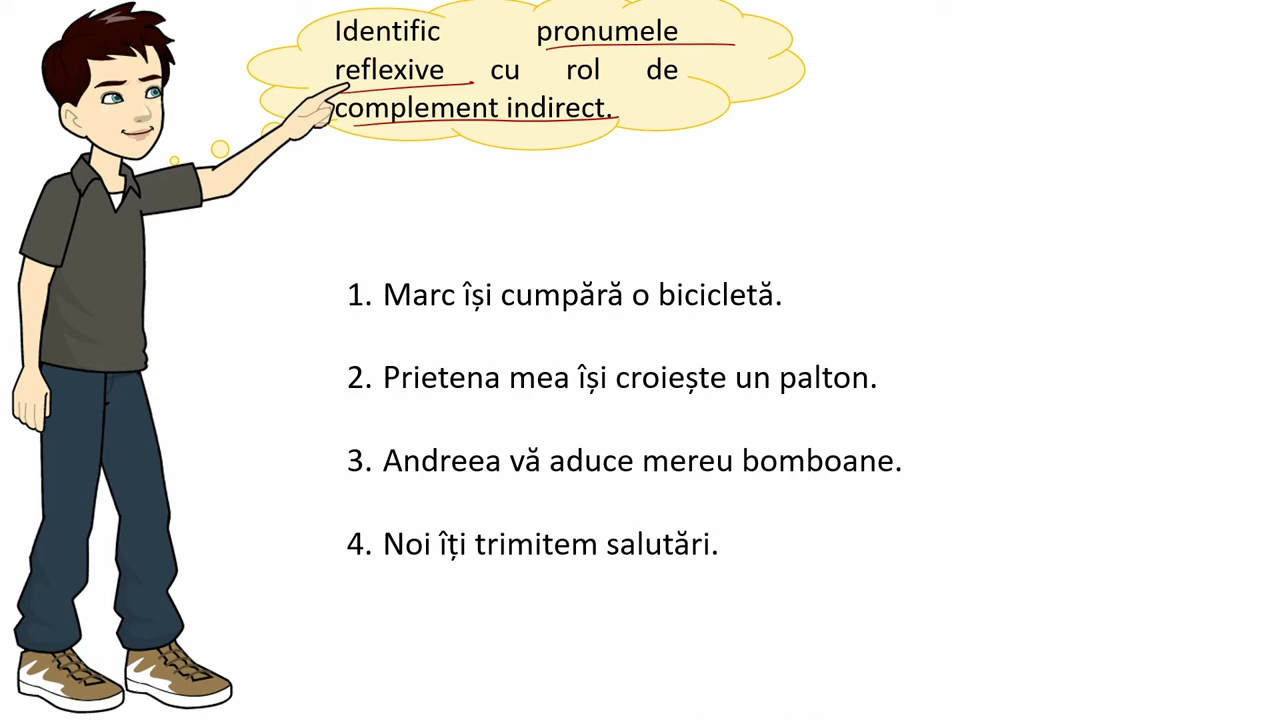 Identific pronumele
reflexive cu rol de
complement indirect.
1. Marc își cumpără o bicicletă.
2. Prietena mea își croiește un palton.
3. Andreea vă aduce mereu bomboane.
4. Noi îți trimitem salutări.